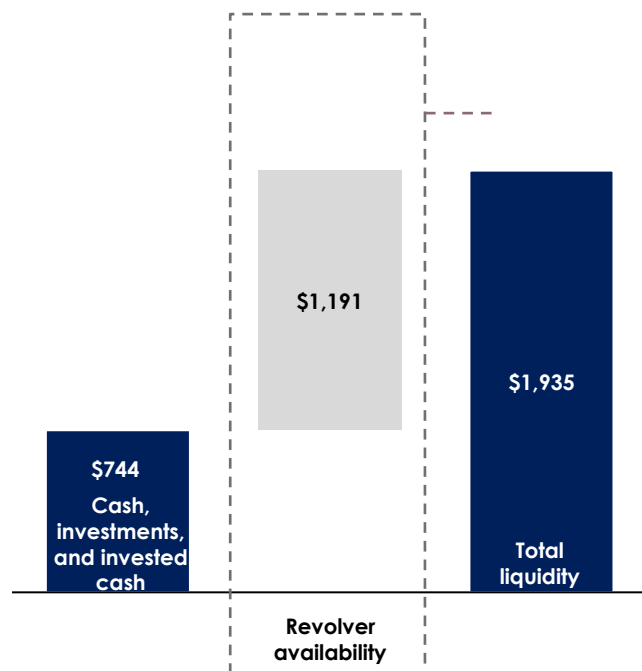 $1,191
$1,935
$744
Cash,
investments,
and invested
cash
Total
liquidity
Revolver
availability